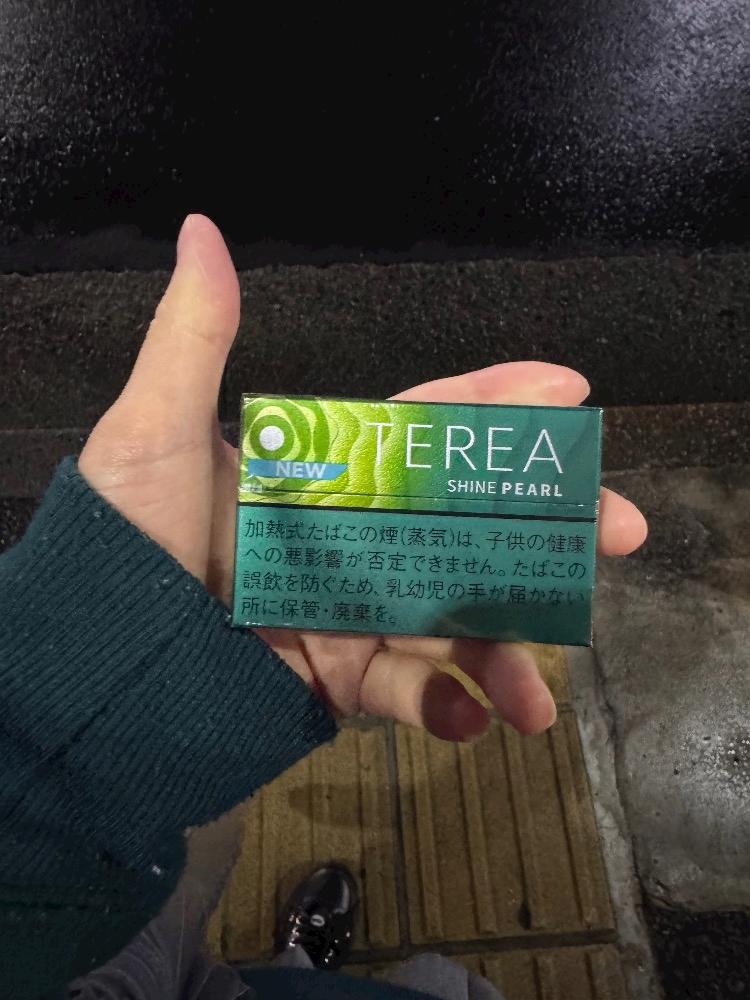 TEREA
NEW
SHINE PEARL
加熱式たばこの煙(蒸気)は、子供の健康
への悪影響が否定できません。たばこの
誤飲を防ぐため、乳幼児の手が届かない
所に保管・廃棄を。